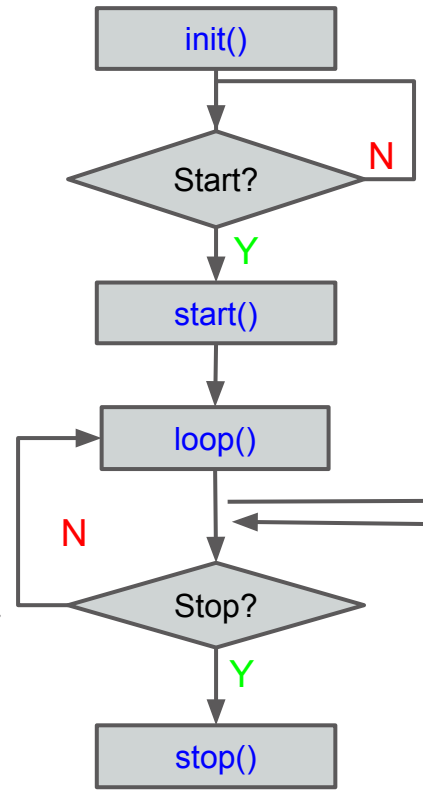 init()
Start?
N
Y
start()
loop()
N
Stop?
Y
stop()